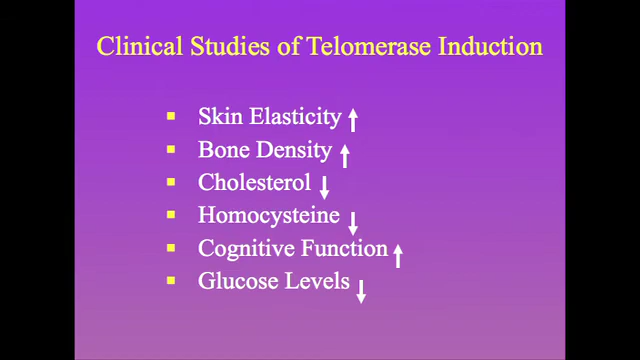 Clinical Studies of Telomerase Induction
Skin Elasticity ↑
Bone Density ↑
Cholesterol ↓
Homocysteine ↓
Cognitive Function ↑
Glucose Levels ↓